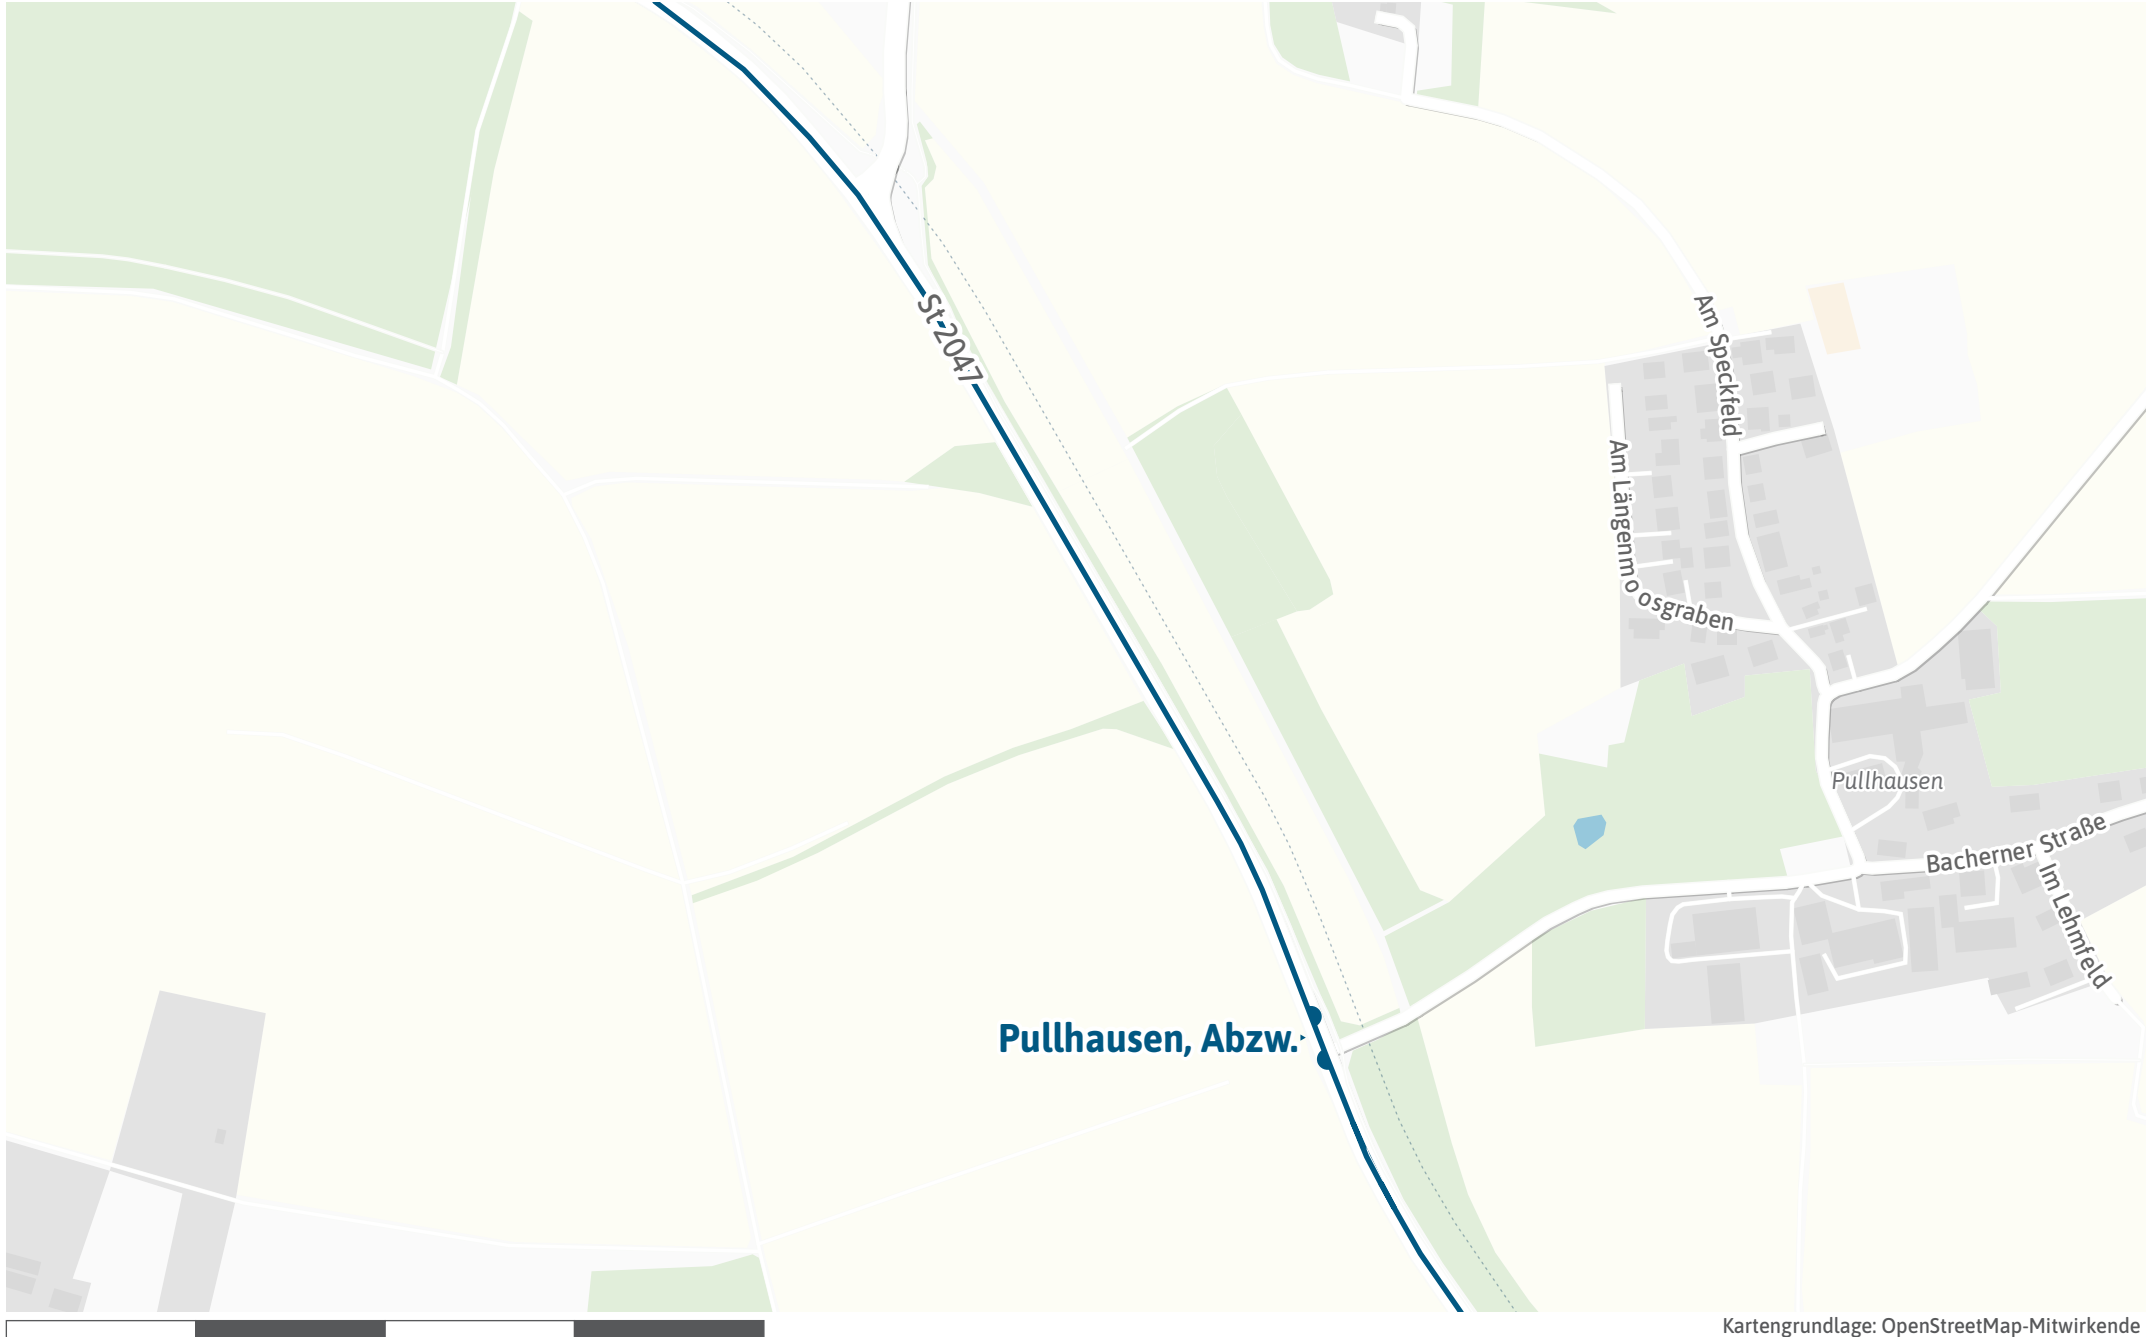 St 2047
Am Speckfeld
Am Längenmoosgraben
Pullhausen
Bacherner Straße
Im Lehmfeld
Pullhausen, Abzw.
Kartengrundlage: OpenStreetMap-Mitwirkende